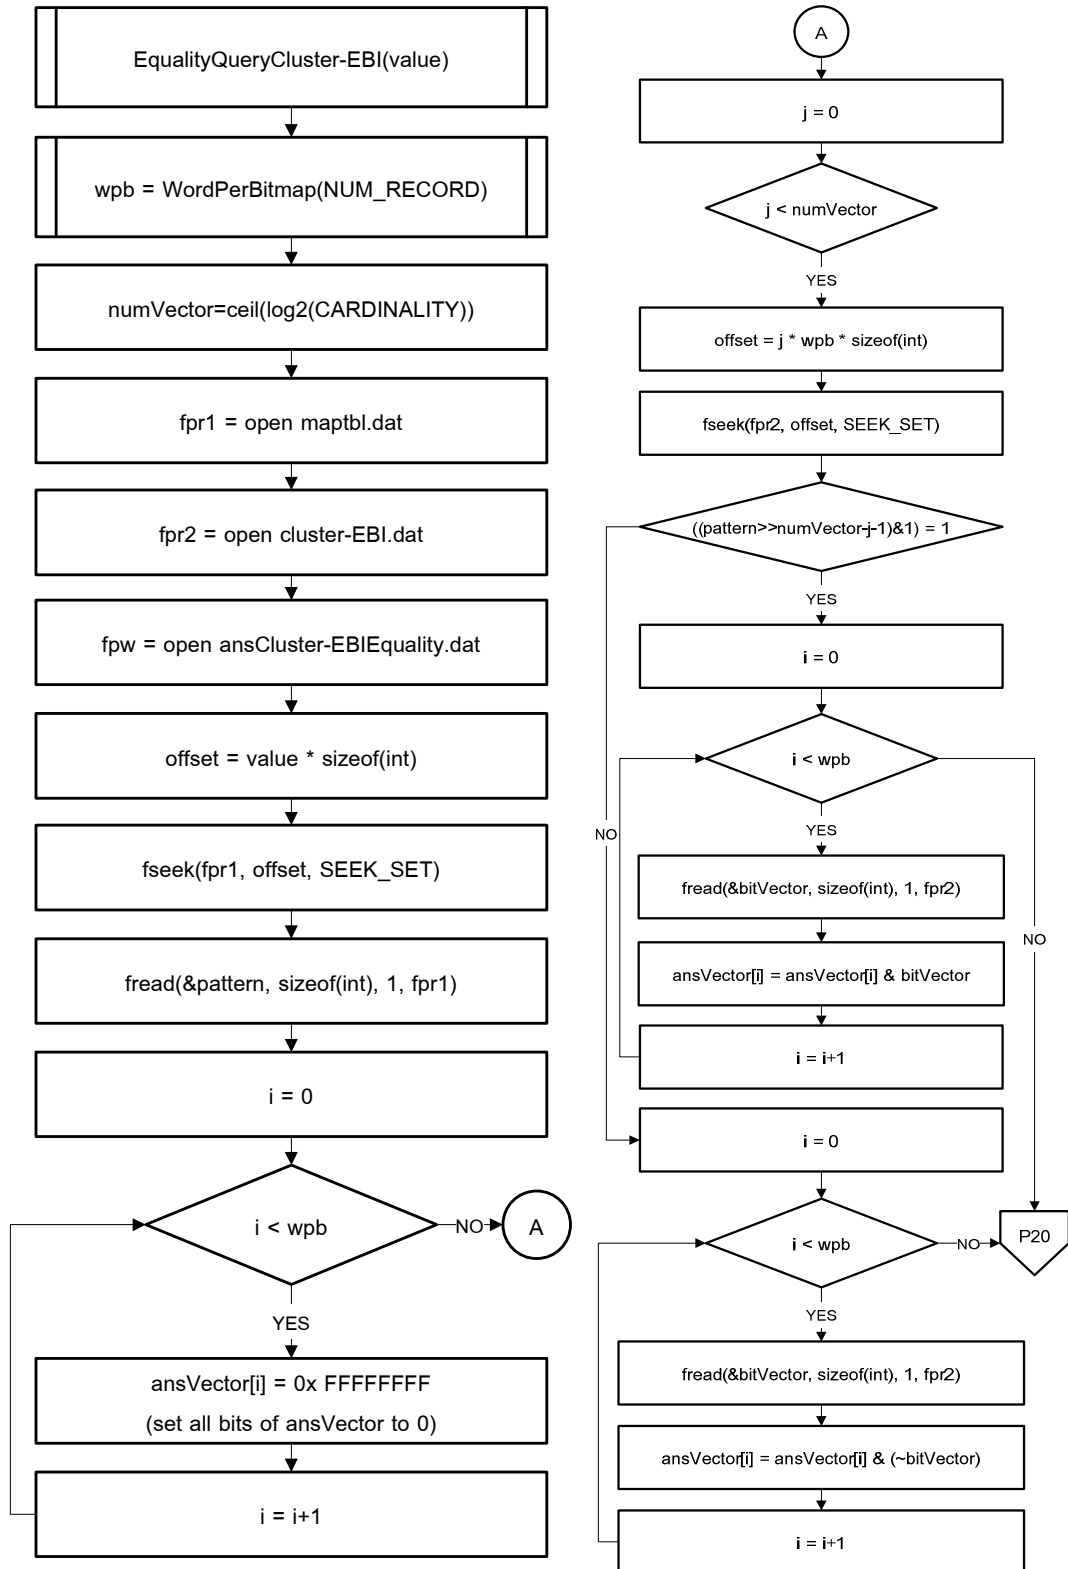 EqualityQueryCluster-EBI(value)
wpb = WordPerBitmap(NUM_RECORD)
numVector=ceil(log2(CARDINALITY))
fpr1 = open maptbl.dat
fpr2 = open cluster-EBI.dat
fpw = open ansCluster-EBIEquality.dat
offset = value * sizeof(int)
fseek(fpr1, offset, SEEK_SET)
fread(&pattern, sizeof(int), 1, fpr1)
i = 0
i < wpb
NO
A
YES
ansVector[i] = 0x FFFFFFFF
(set all bits of ansVector to 0)
i = i+1
A
j = 0
j < numVector
YES
offset = j * wpb * sizeof(int)
fseek(fpr2, offset, SEEK_SET)
((pattern>>numVector-j-1)&1) = 1
YES
i = 0
i < wpb
NO
YES
fread(&bitVector, sizeof(int), 1, fpr2)
NO
ansVector[i] = ansVector[i] & bitVector
i = i+1
i = 0
i < wpb
NO
P20
YES
fread(&bitVector, sizeof(int), 1, fpr2)
ansVector[i] = ansVector[i] & (~bitVector)
i = i+1